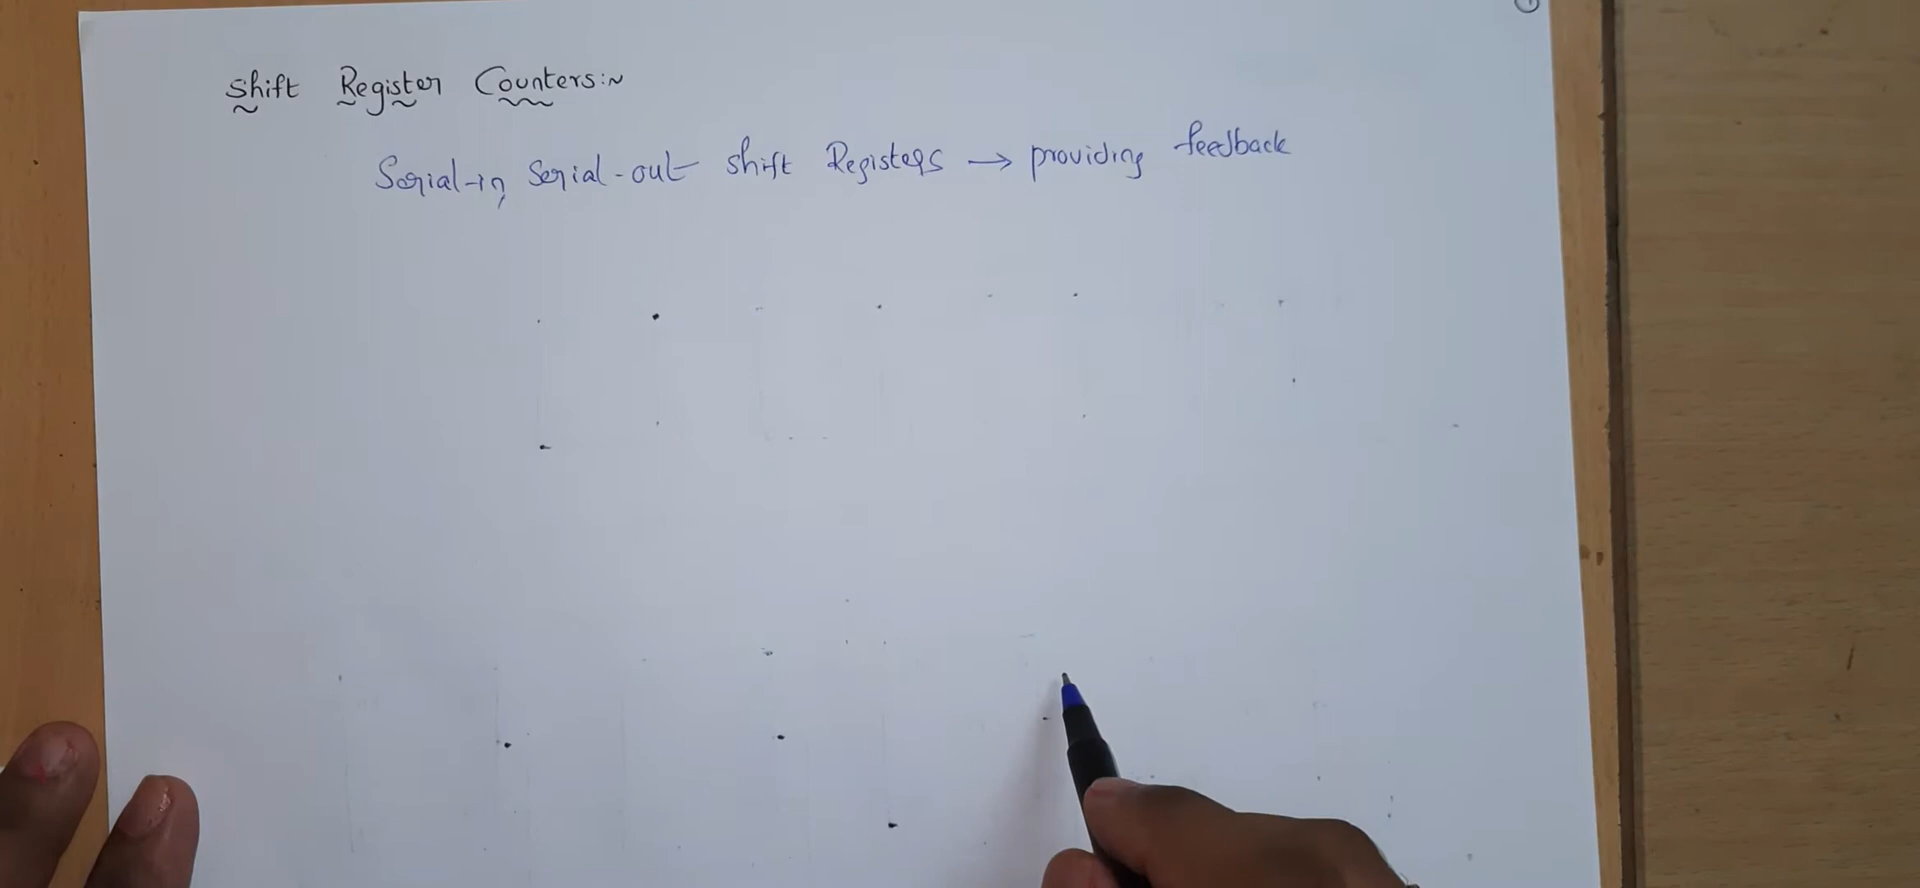 Shift Register Counters:~
Serial-in, Serial-out shift Registers → providing feedback